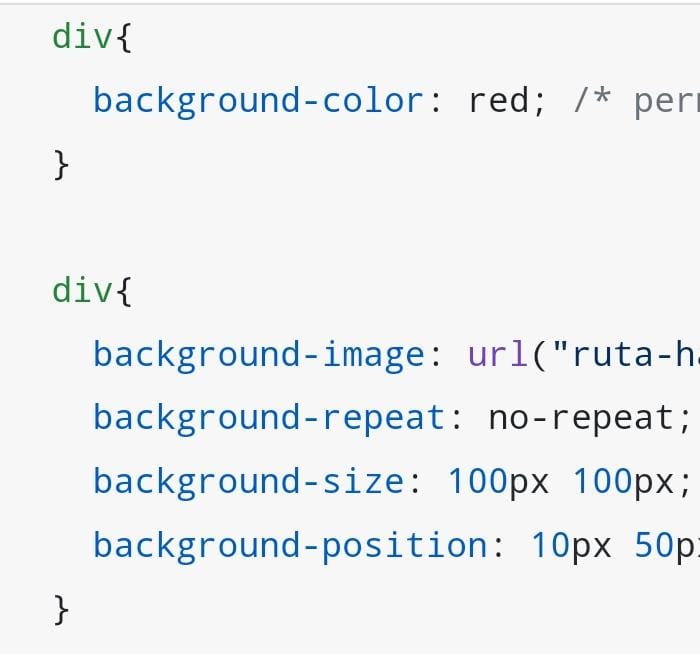 div{
background-color: red; /*
}
div{
background-image: url("ruta-h
background-repeat: no-repeat;
background-size: 100px 100px;
background-position: 10px 50p
}